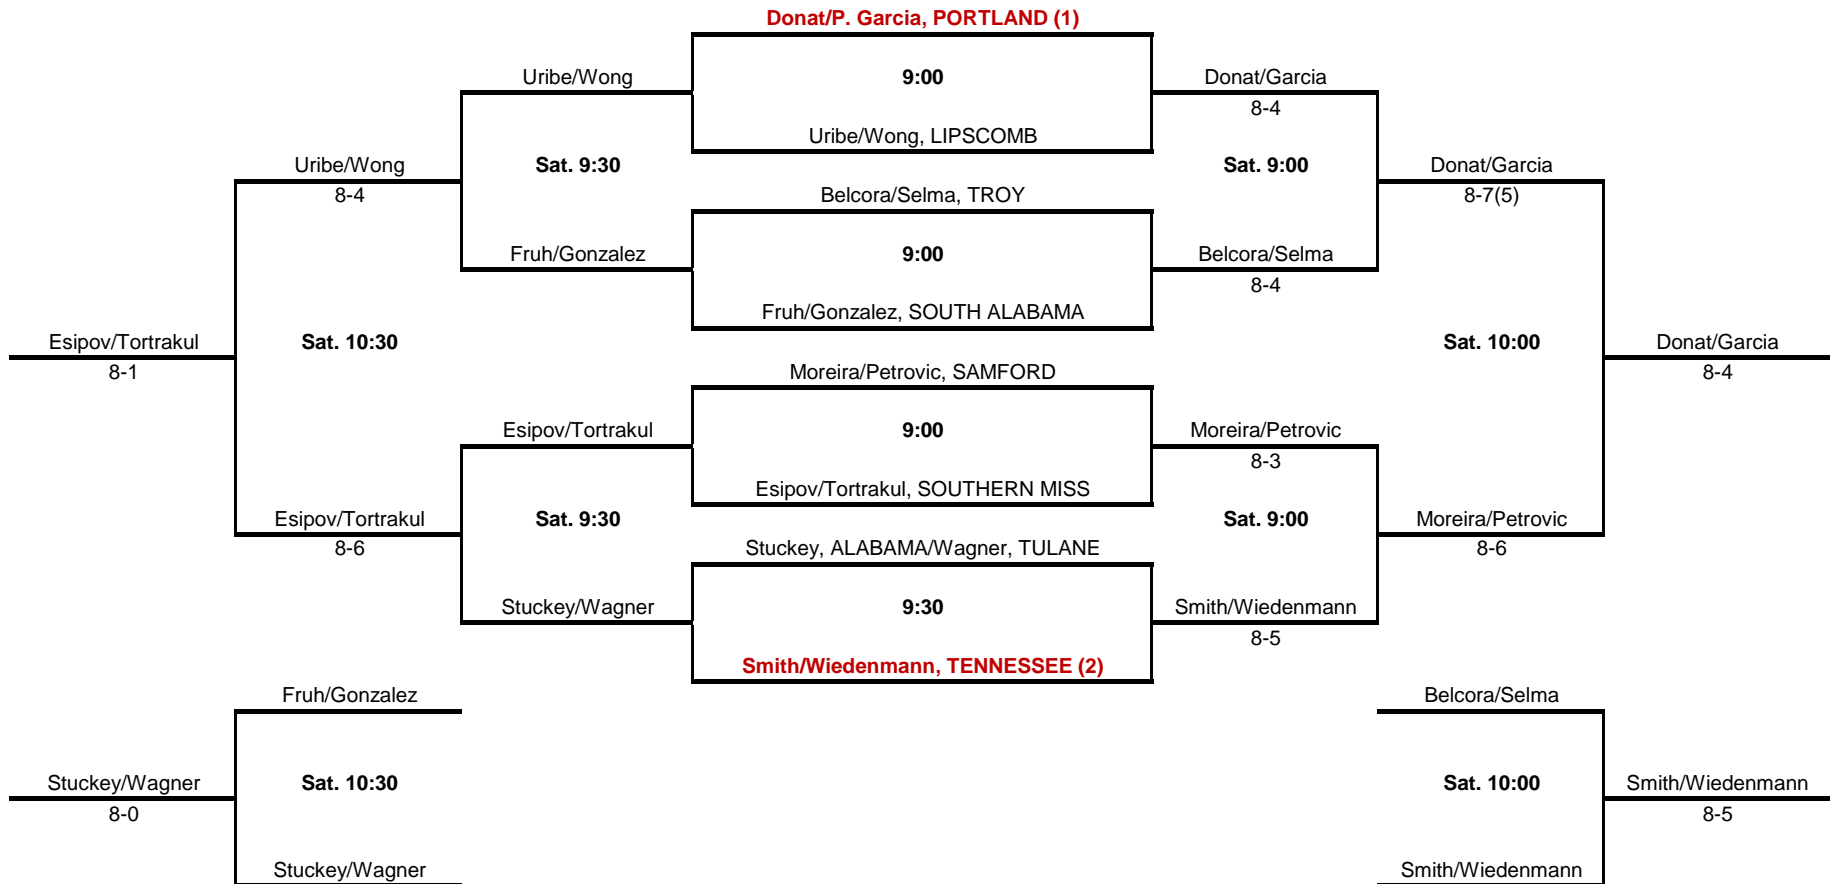 Donat/P. Garcia, PORTLAND (1)
Uribe/Wong
9:00
Donat/Garcia
8-4
Uribe/Wong, LIPSCOMB
Uribe/Wong
8-4
Sat. 9:30
Sat. 9:00
Donat/Garcia
8-7(5)
Belcora/Selma, TROY
Fruh/Gonzalez
9:00
Belcora/Selma
8-4
Fruh/Gonzalez, SOUTH ALABAMA
Esipov/Tortrakul
8-1
Sat. 10:30
Sat. 10:00
Donat/Garcia
8-4
Moreira/Petrovic, SAMFORD
Esipov/Tortrakul
9:00
Moreira/Petrovic
8-3
Esipov/Tortrakul, SOUTHERN MISS
Esipov/Tortrakul
8-6
Sat. 9:30
Sat. 9:00
Moreira/Petrovic
8-6
Stuckey, ALABAMA/Wagner, TULANE
Stuckey/Wagner
9:30
Smith/Wiedenmann
8-5
Smith/Wiedenmann, TENNESSEE (2)
Fruh/Gonzalez
Belcora/Selma
Stuckey/Wagner
8-0
Sat. 10:30
Sat. 10:00
Smith/Wiedenmann
8-5
Stuckey/Wagner
Smith/Wiedenmann